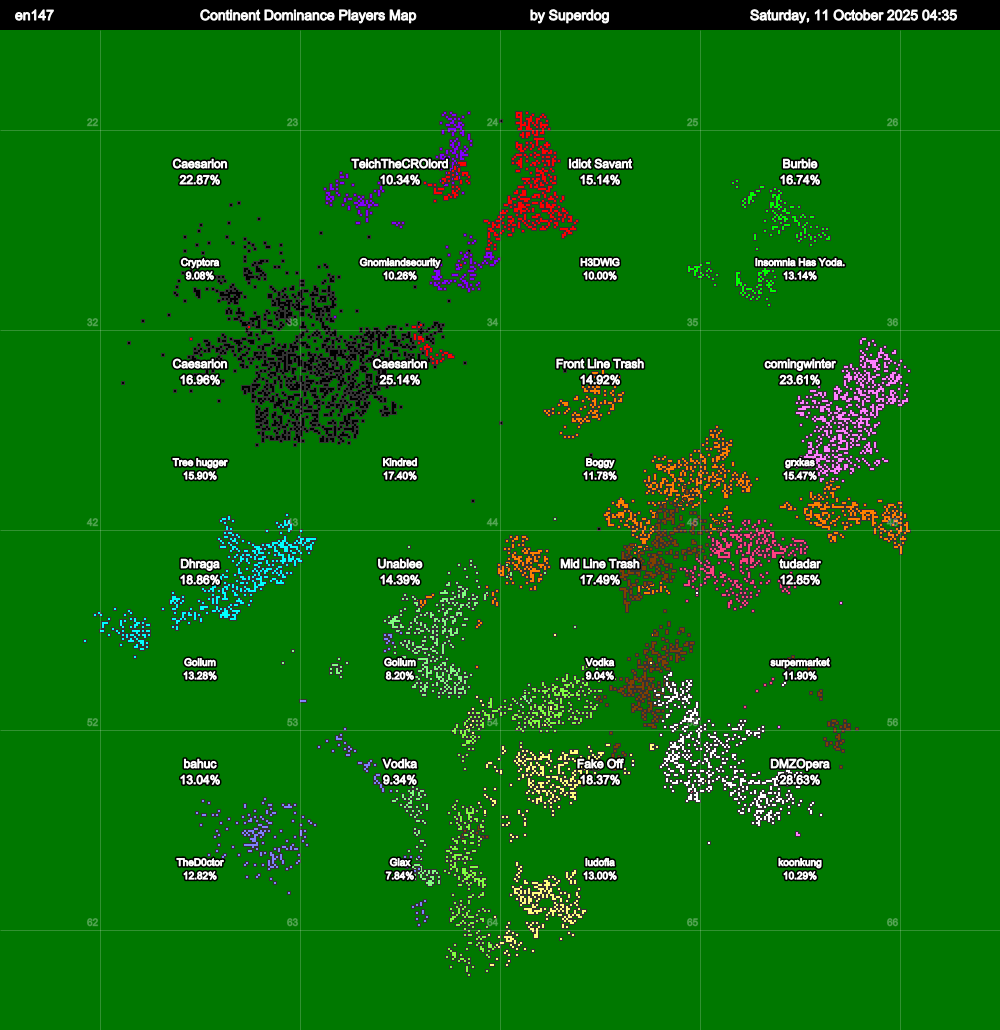 en147 Continent Dominance Players Map by Superdog Saturday, 11 October 2025 04:35
22 23 24 25 26
Caesarion TeichTheCROlord Idiot Savant Burbie
22.87% 10.34% 15.14% 16.74%
Cryptora Gnomlandsecurity H3DWIG Insomnia Has Yoda.
9.08% 10.26% 10.00% 13.14%
32 33 34 35 36
Caesarion Caesarion Front Line Trash comingwinter
16.96% 25.14% 14.92% 23.61%
Tree hugger Kindred Boggy grxkas
15.90% 17.40% 11.78% 15.47%
42 43 44 45 46
Dhraga Unablee Mid Line Trash tudadar
18.86% 14.39% 17.49% 12.85%
Gollum Gollum Vodka surpermarket
13.28% 8.20% 9.04% 11.90%
52 53 54 56
bahuc Vodka Fake Off DMZOpera
13.04% 9.34% 18.37% 28.63%
TheD0ctor Glax ludofla koonkung
12.82% 7.84% 13.00% 10.29%
62 63 64 65 66